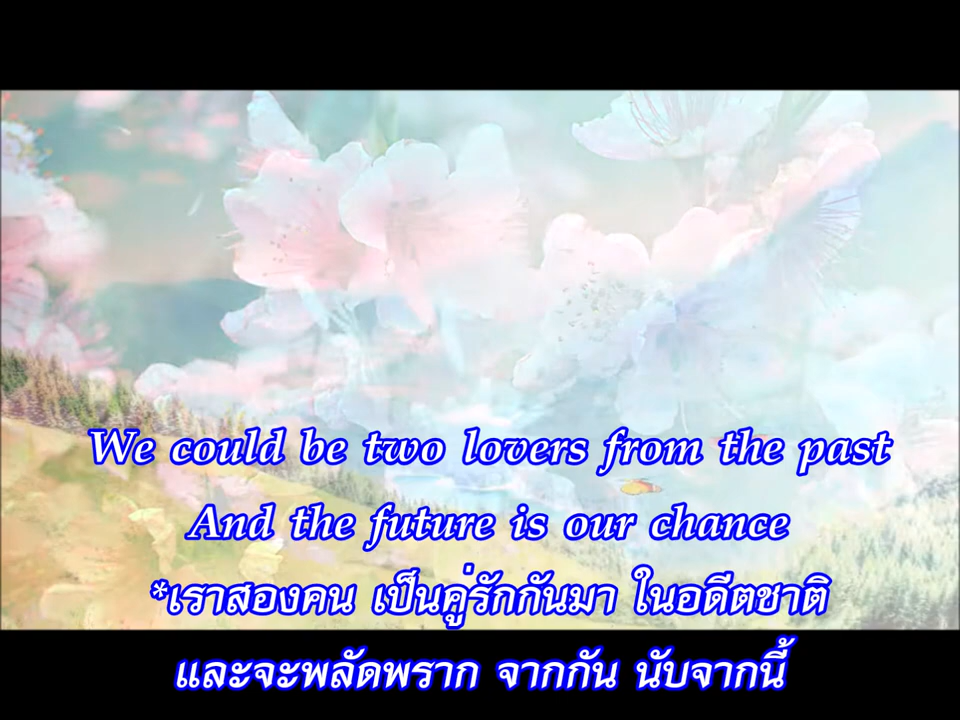 We could be two lovers from the past
And the future is our chance
*เราสองคน เป็นคู่รักกันมา ในอดีตชาติ
และจะพลัดพราก จากกัน นับจากนี้